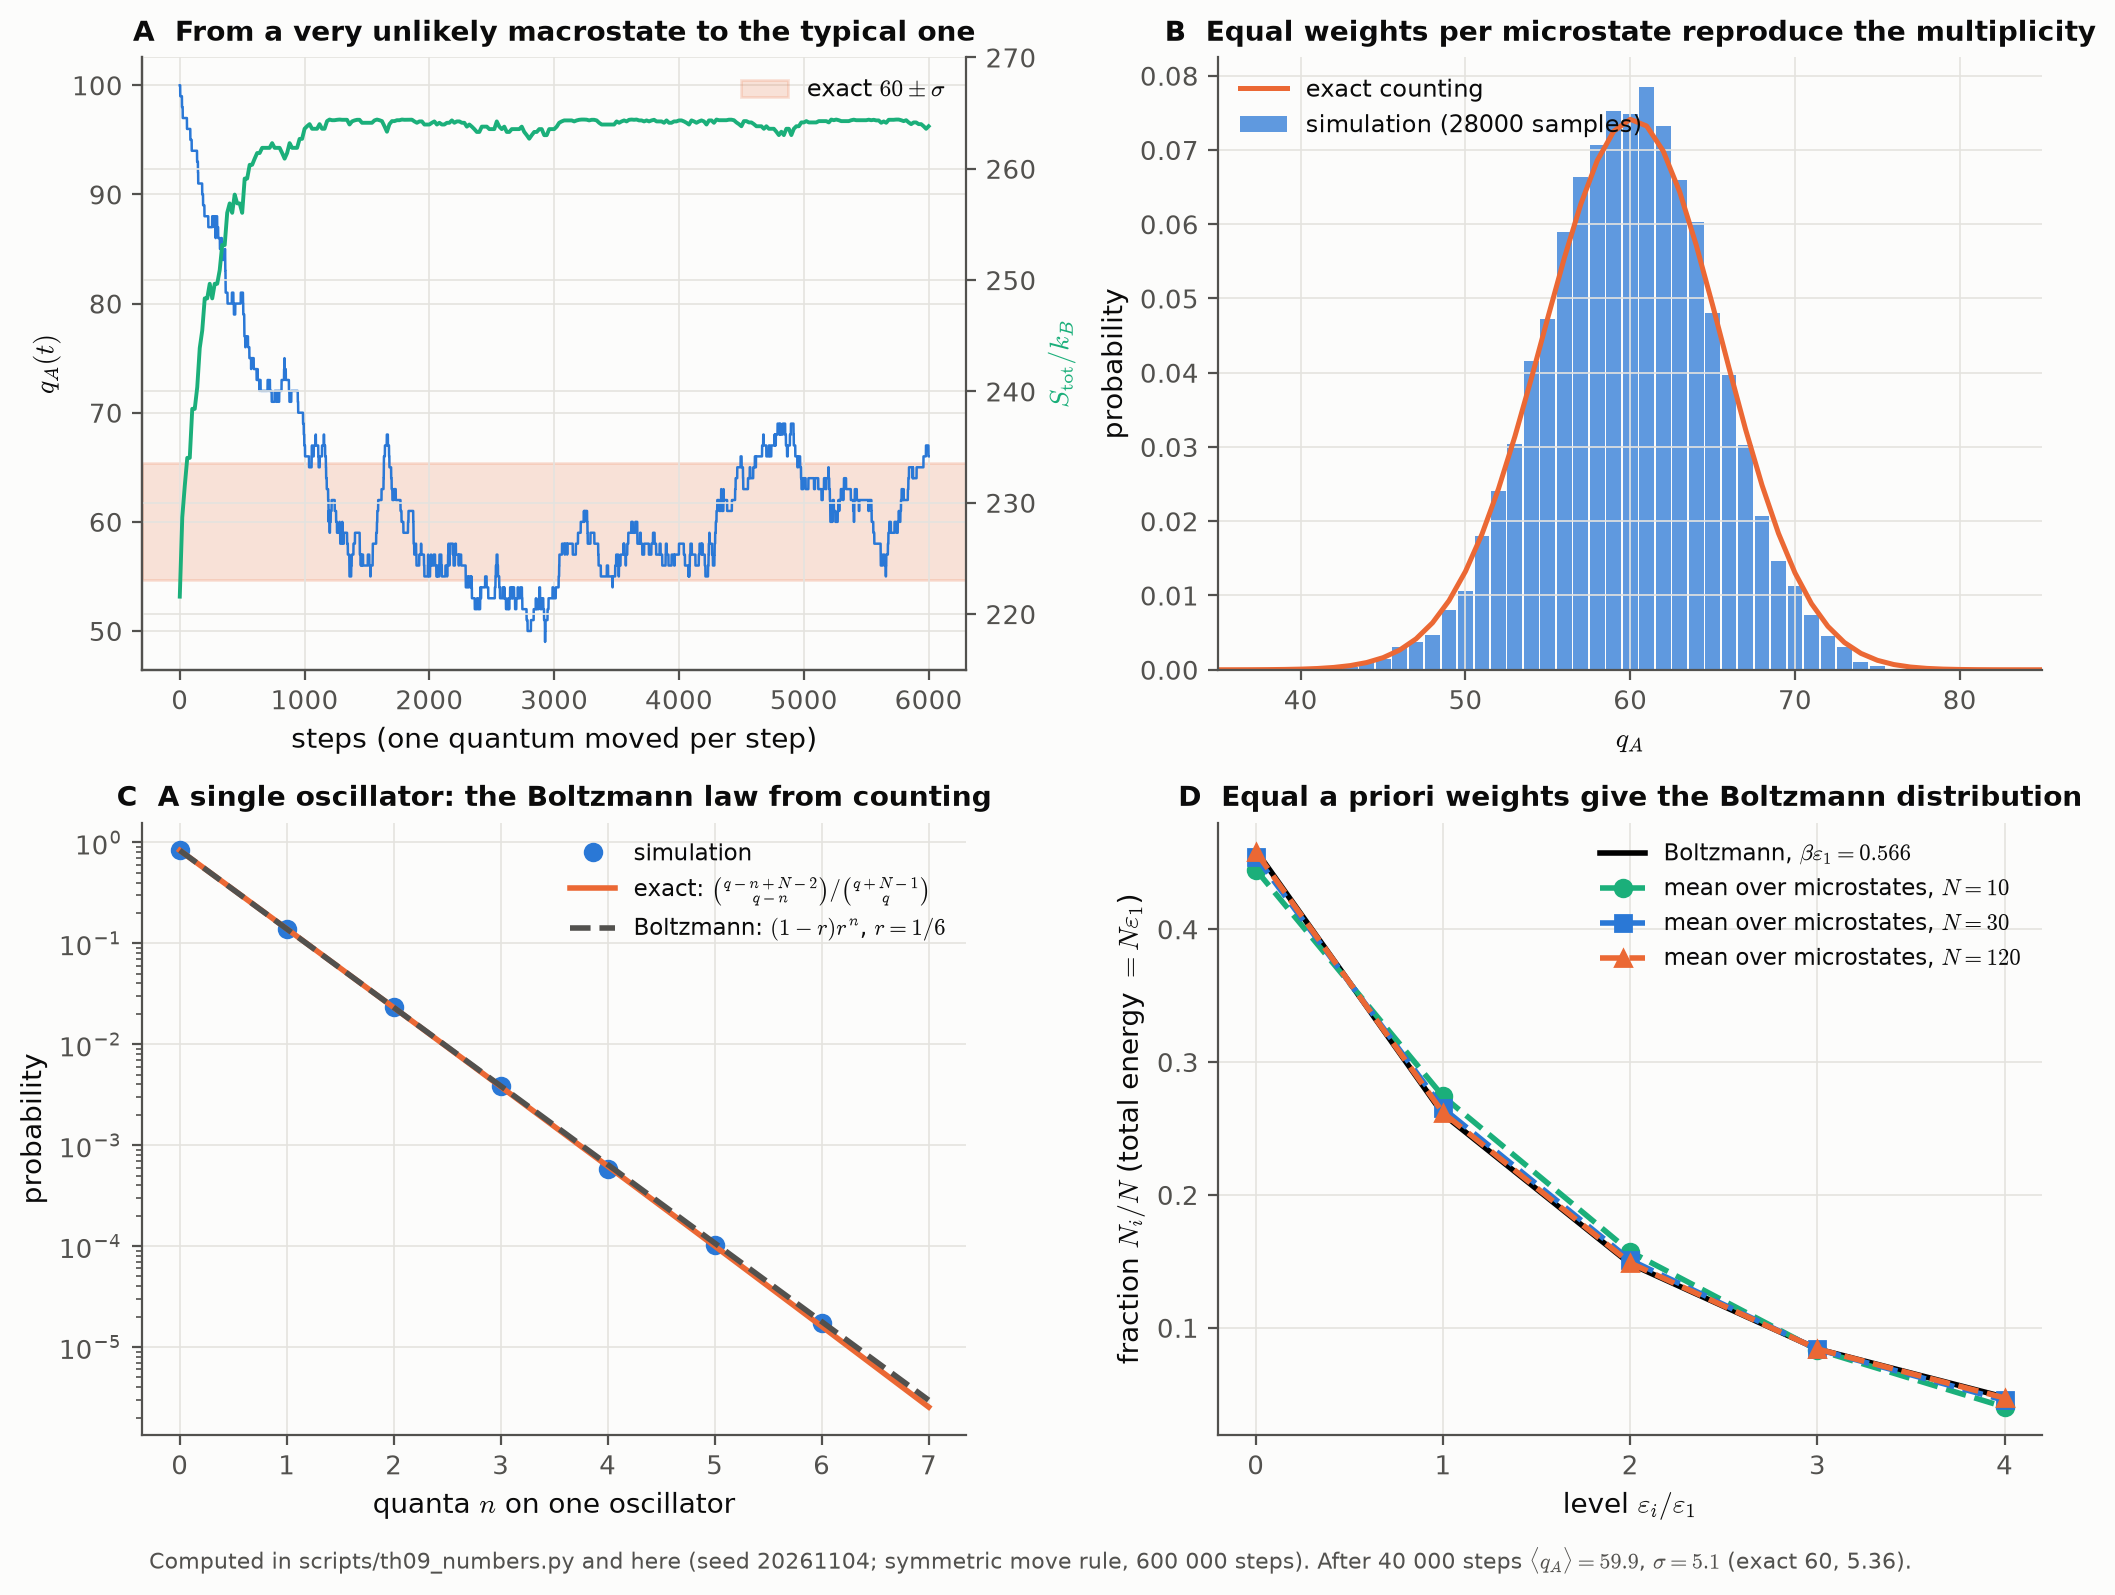 A From a very unlikely macrostate to the typical one
100
90
80
70
60
50
q_A(t)
270
260
250
240
230
220
S_tot/k_B
exact 60 ± σ
0 1000 2000 3000 4000 5000 6000
steps (one quantum moved per step)
B Equal weights per microstate reproduce the multiplicity
exact counting
simulation (28000 samples)
0.08
0.07
0.06
0.05
0.04
0.03
0.02
0.01
0.00
probability
40 50 60 70 80
q_A
C A single oscillator: the Boltzmann law from counting
simulation
exact: (q−n+N−2 q−n)/(q+N−1 q)
Boltzmann: (1 − r)rⁿ, r = 1/6
10⁰
10⁻¹
10⁻²
10⁻³
10⁻⁴
10⁻⁵
probability
0 1 2 3 4 5 6 7
quanta n on one oscillator
D Equal a priori weights give the Boltzmann distribution
Boltzmann, βε₁ = 0.566
mean over microstates, N = 10
mean over microstates, N = 30
mean over microstates, N = 120
0.4
0.3
0.2
0.1
fraction N_i/N (total energy = Nε₁)
0 1 2 3 4
level ε_i/ε₁
Computed in scripts/th09_numbers.py and here (seed 20261104; symmetric move rule, 600 000 steps). After 40 000 steps ⟨q_A⟩ = 59.9, σ = 5.1 (exact 60, 5.36).